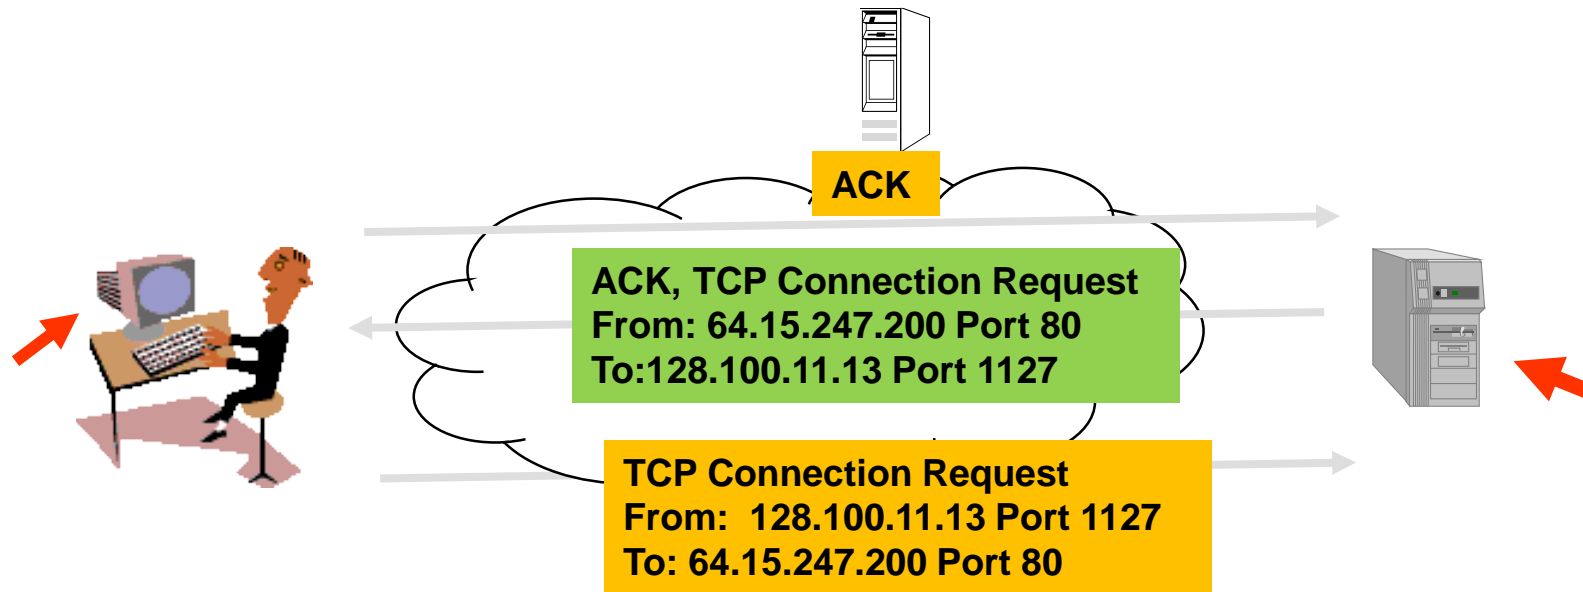 ACK
ACK, TCP Connection Request
From: 64.15.247.200 Port 80
To:128.100.11.13 Port 1127
TCP Connection Request
From:  128.100.11.13 Port 1127
To: 64.15.247.200 Port 80